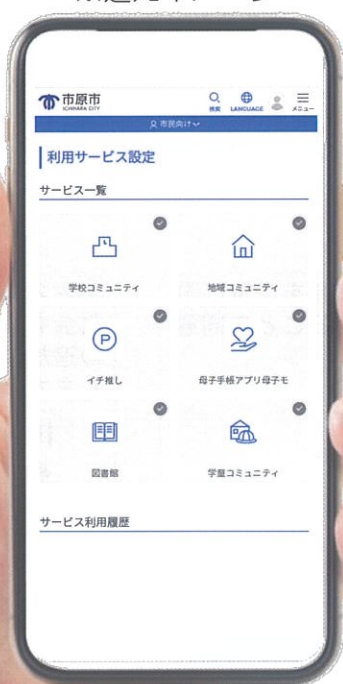 市原市
ICHIHARA CITY
検索
LANGUAGE
メニュー
市民向け
利用サービス設定
サービス一覧
学校コミュニティ
地域コミュニティ
P
イチ推し
母子手帳アプリ母子モ
図書館
学童コミュニティ
サービス利用履歴